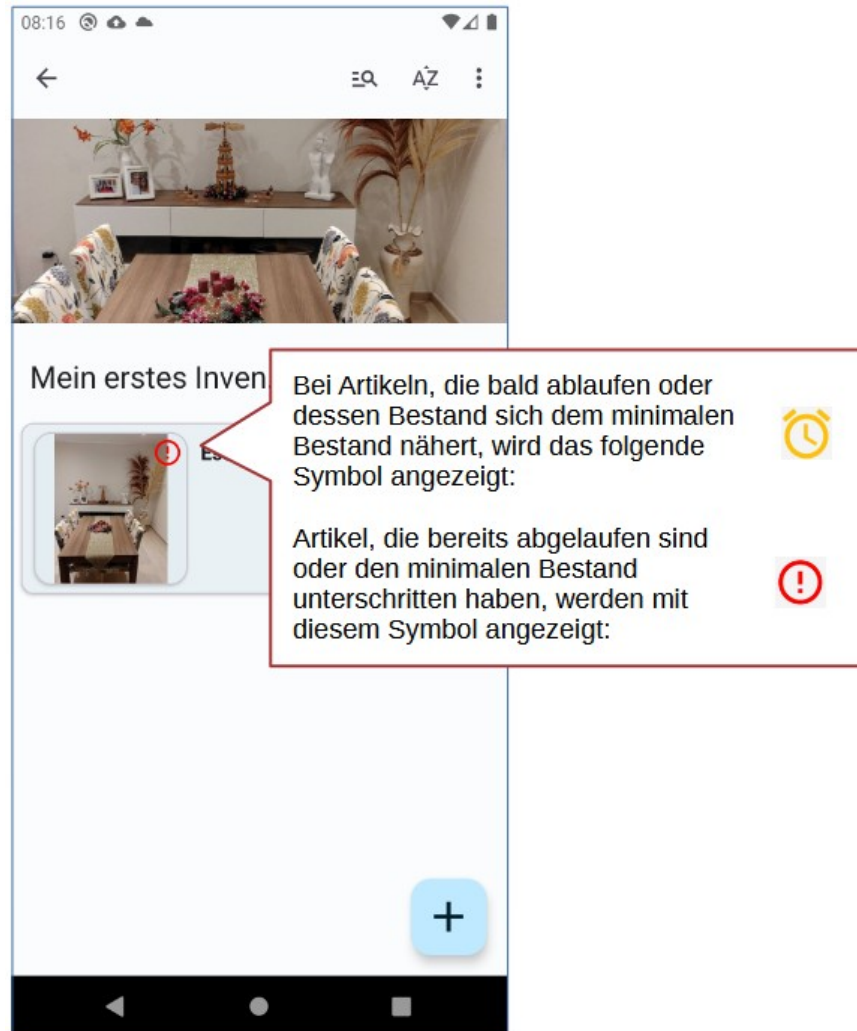 08:16
AZ
Mein erstes Inven
Bei Artikeln, die bald ablaufen oder
dessen Bestand sich dem minimalen
Bestand nähert, wird das folgende
Symbol angezeigt:
Artikel, die bereits abgelaufen sind
oder den minimalen Bestand
unterschritten haben, werden mit
diesem Symbol angezeigt: